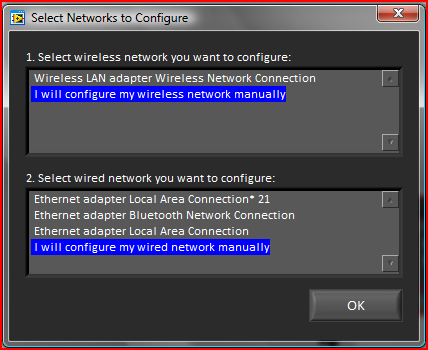 Select Networks to Configure
1. Select wireless network you want to configure:
Wireless LAN adapter Wireless Network Connection
I will configure my wireless network manually
2. Select wired network you want to configure:
Ethernet adapter Local Area Connection* 21
Ethernet adapter Bluetooth Network Connection
Ethernet adapter Local Area Connection
I will configure my wired network manually
OK